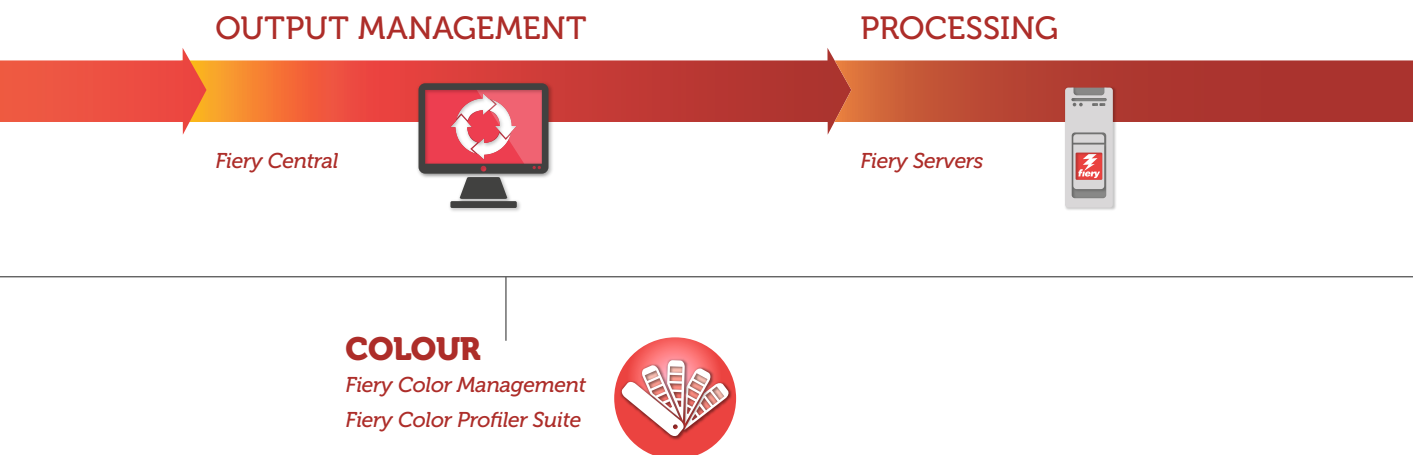 OUTPUT MANAGEMENT
PROCESSING
Fiery Central
Fiery Servers
fiery
COLOUR
Fiery Color Management
Fiery Color Profiler Suite